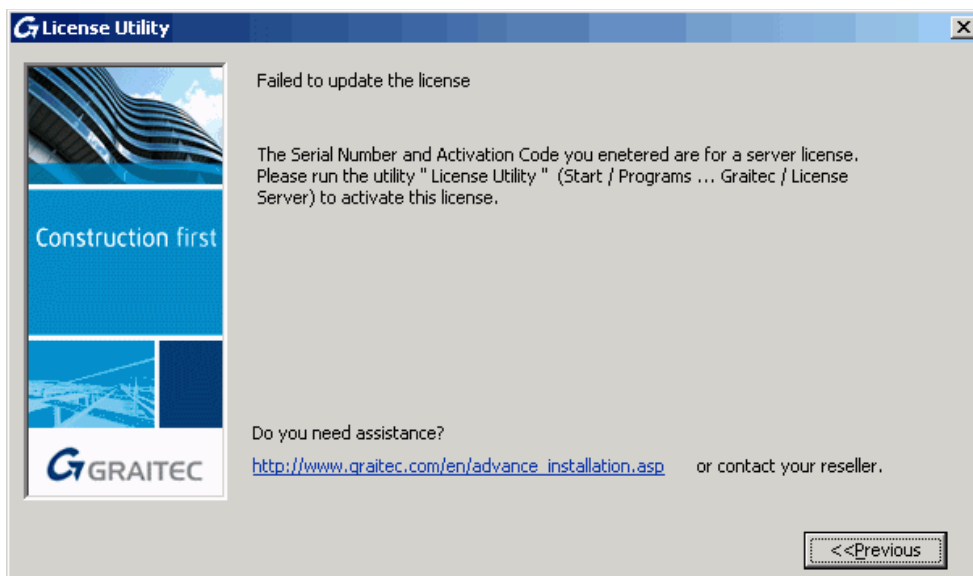 License Utility
Failed to update the license
The Serial Number and Activation Code you enetered are for a server license.
Please run the utility " License Utility "  (Start / Programs ... Graitec / License
Server) to activate this license.
Construction first
Do you need assistance?
http://www.graitec.com/en/advance_installation.asp or contact your reseller.
GRAITEC
<<Previous